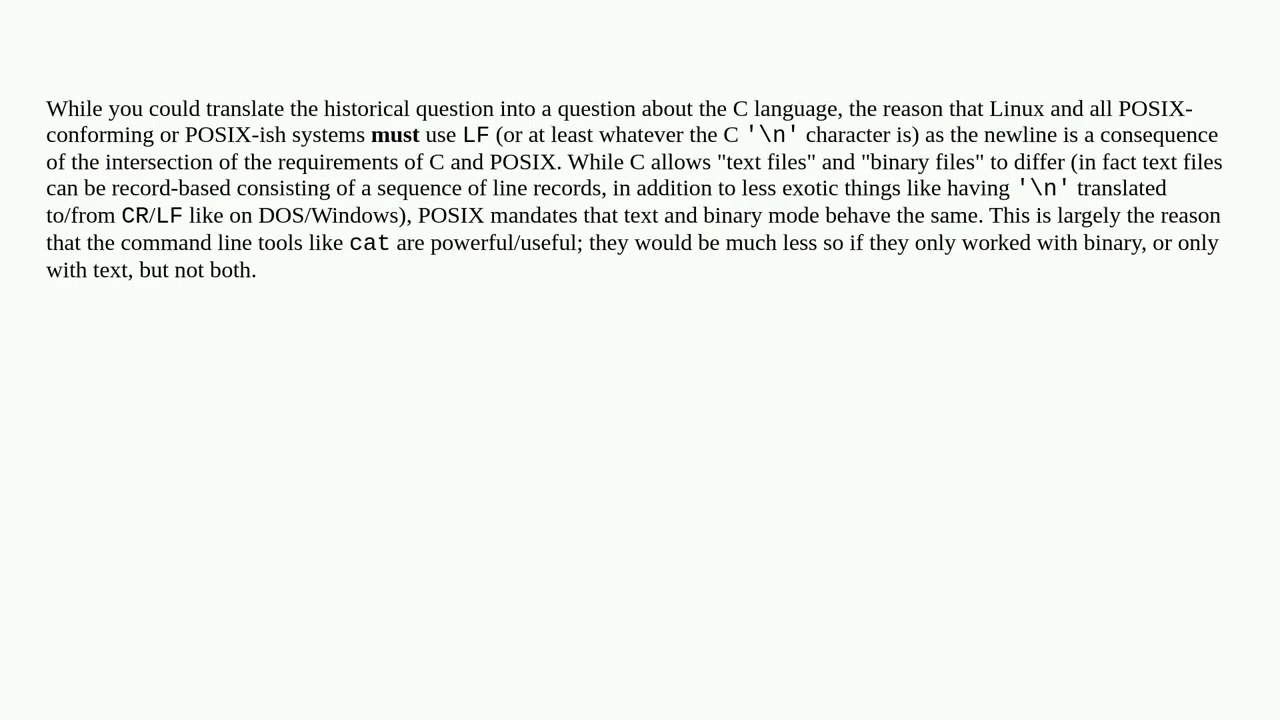 While you could translate the historical question into a question about the C language, the reason that Linux and all POSIX-
conforming or POSIX-ish systems must use LF (or at least whatever the C '\n' character is) as the newline is a consequence
of the intersection of the requirements of C and POSIX. While C allows "text files" and "binary files" to differ (in fact text files
can be record-based consisting of a sequence of line records, in addition to less exotic things like having '\n' translated
to/from CR/LF like on DOS/Windows), POSIX mandates that text and binary mode behave the same. This is largely the reason
that the command line tools like cat are powerful/useful; they would be much less so if they only worked with binary, or only
with text, but not both.